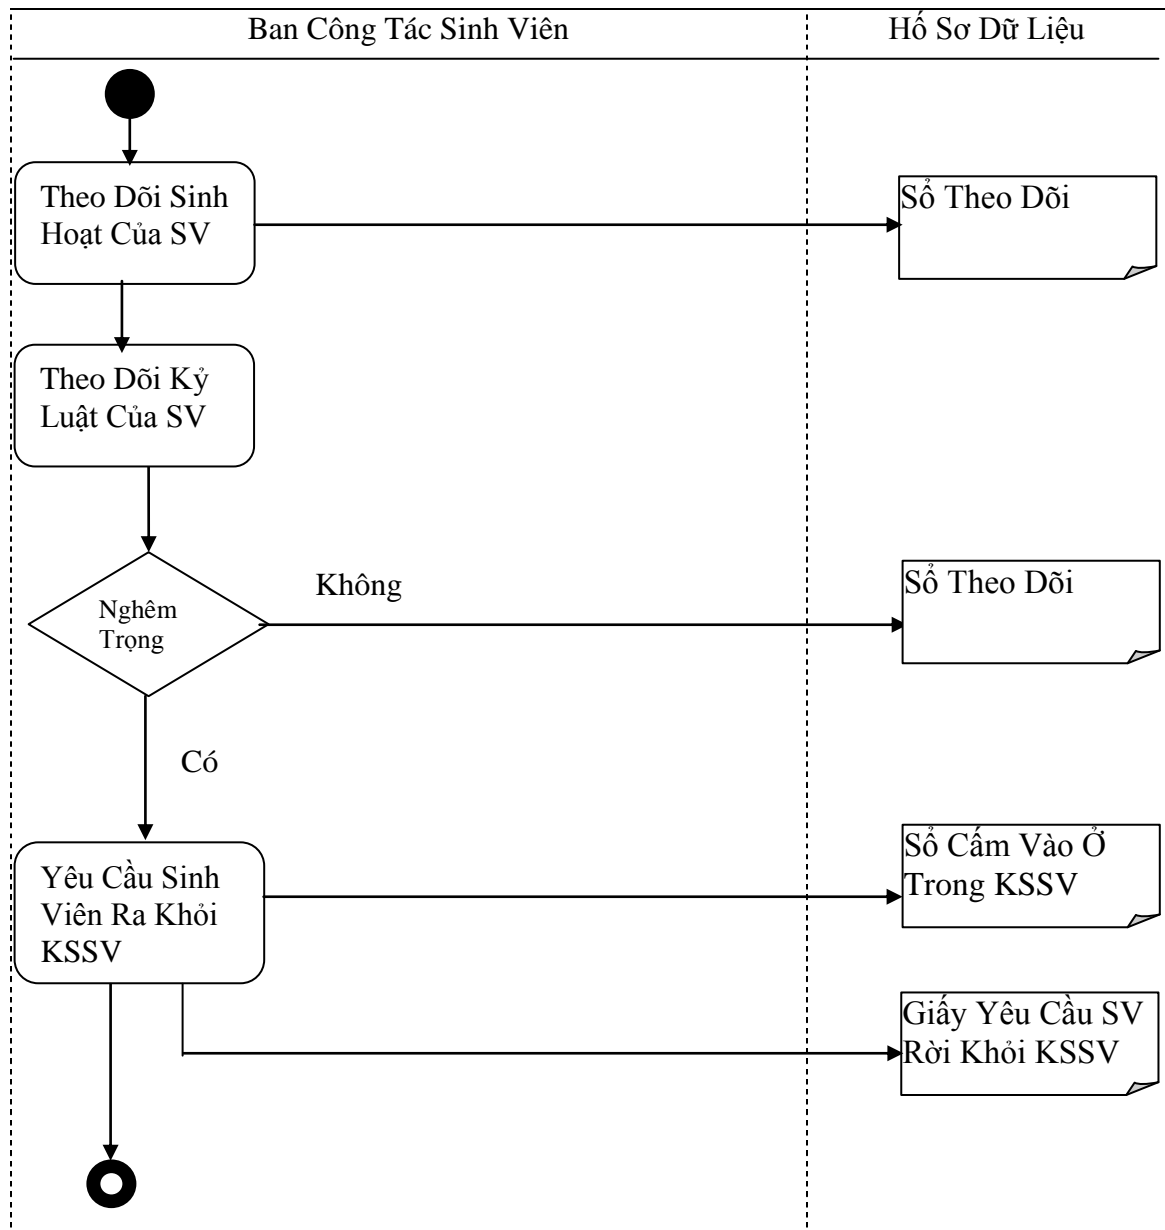 Ban Công Tác Sinh Viên
Hố Sơ Dữ Liệu
Theo Dõi Sinh
Hoạt Của SV
Sổ Theo Dõi
Theo Dõi Kỷ
Luật Của SV
Không
Sổ Theo Dõi
Nghêm
Trọng
Có
Yêu Cầu Sinh
Viên Ra Khỏi
KSSV
Sổ Cấm Vào Ở
Trong KSSV
Giấy Yêu Cầu SV
Rời Khỏi KSSV